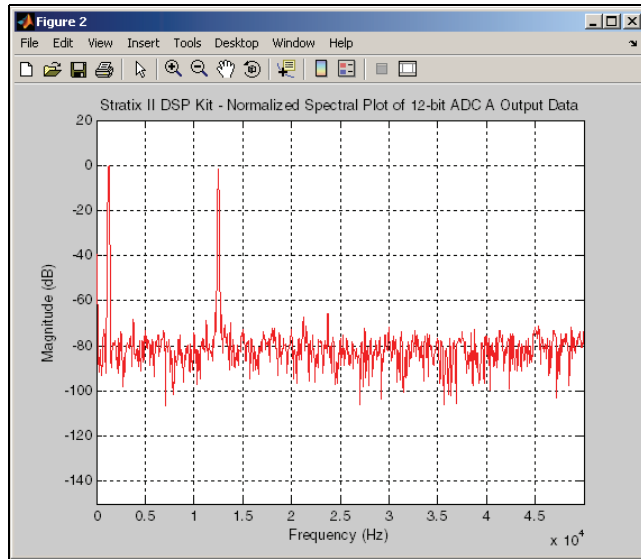 Figure 2
File Edit View Insert Tools Desktop Window Help
Stratix II DSP Kit - Normalized Spectral Plot of 12-bit ADC A Output Data
20
0
-20
-40
-60
-80
-100
-120
-140
Magnitude (dB)
0 0.5 1 1.5 2 2.5 3 3.5 4 4.5
Frequency (Hz)
x 10^4